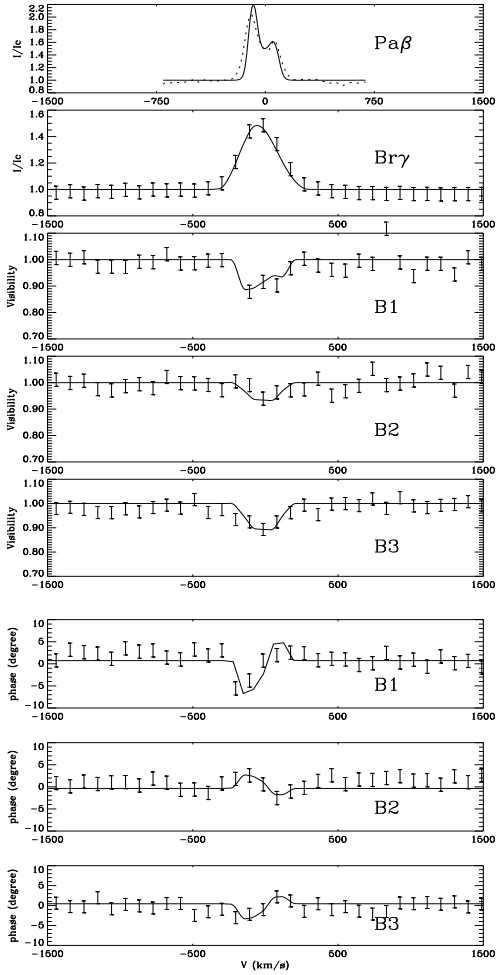 I/Ic
2.2
2.0
1.8
1.6
1.4
1.2
1.0
0.8
Paβ
-1500 -750 0 750 1500
I/Ic
1.6
1.4
1.2
1.0
0.8
Brγ
-1500 -500 500 1500
Visibility
1.10
1.00
0.90
0.80
0.70
B1
-1500 -500 500 1500
Visibility
1.10
1.00
0.90
0.80
0.70
B2
-1500 -500 500 1500
Visibility
1.10
1.00
0.90
0.80
0.70
B3
-1500 -500 500 1500
phase (degree)
10
5
0
-5
-10
B1
-1500 -500 500 1500
phase (degree)
10
5
0
-5
-10
B2
-1500 -500 500 1500
phase (degree)
10
5
0
-5
-10
B3
-1500 -500 500 1500
V (km/s)